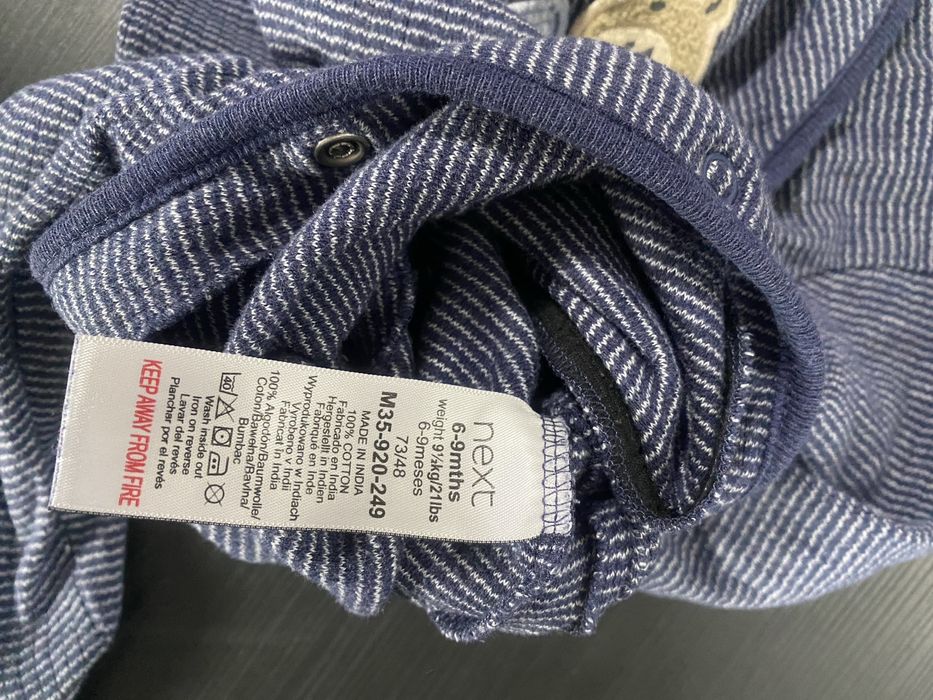 next
6-9mths
weight 9½kg/21lbs
6-9meses
73/48
M35-920-249
MADE IN INDIA
100% COTTON
Fabricado en India
Hergestellt in Indien
Fabriqué en Inde
Wyprodukowano w Indiach
Vyrobeno v Indii
Fabricat în India
100% Algodón/Baumwolle/
Coton/Bawełna/Bavlna/
Bumbac
40
Wash inside out
Iron on reverse
Lavar del revés
Planchar por el revés
KEEP AWAY FROM FIRE